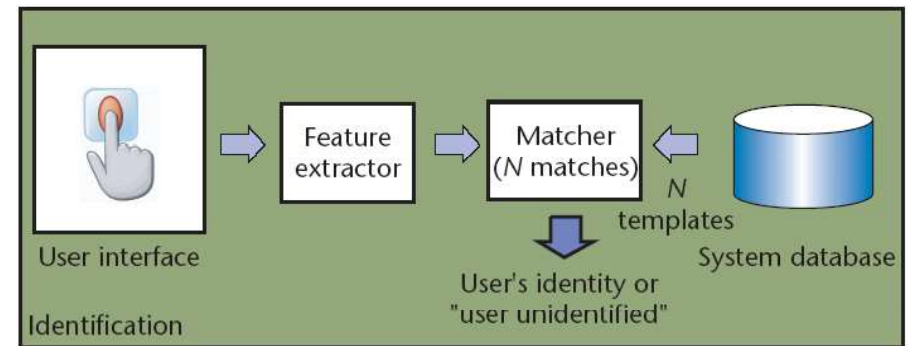 Feature
extractor
Matcher
(N matches)
N
templates
User interface
System database
User's identity or
"user unidentified"
Identification